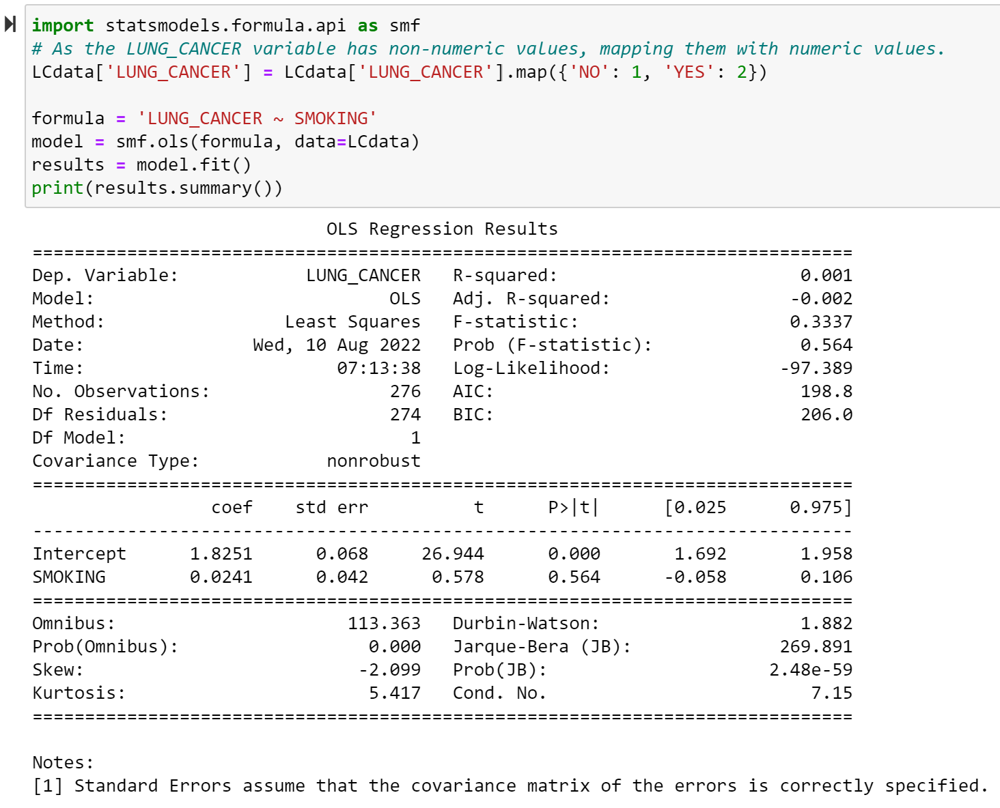 import statsmodels.formula.api as smf
# As the LUNG_CANCER variable has non-numeric values, mapping them with numeric values.
LCdata['LUNG_CANCER'] = LCdata['LUNG_CANCER'].map({'NO': 1, 'YES': 2})

formula = 'LUNG_CANCER ~ SMOKING'
model = smf.ols(formula, data=LCdata)
results = model.fit()
print(results.summary())

                            OLS Regression Results
==============================================================================
Dep. Variable:            LUNG_CANCER   R-squared:                       0.001
Model:                            OLS   Adj. R-squared:                 -0.002
Method:                 Least Squares   F-statistic:                    0.3337
Date:                Wed, 10 Aug 2022   Prob (F-statistic):              0.564
Time:                        07:13:38   Log-Likelihood:                -97.389
No. Observations:                 276   AIC:                             198.8
Df Residuals:                     274   BIC:                             206.0
Df Model:                           1
Covariance Type:            nonrobust
==============================================================================
                 coef    std err          t      P>|t|      [0.025      0.975]
------------------------------------------------------------------------------
Intercept      1.8251      0.068     26.944      0.000       1.692       1.958
SMOKING        0.0241      0.042      0.578      0.564      -0.058       0.106
==============================================================================
Omnibus:                      113.363   Durbin-Watson:                   1.882
Prob(Omnibus):                  0.000   Jarque-Bera (JB):              269.891
Skew:                          -2.099   Prob(JB):                     2.48e-59
Kurtosis:                       5.417   Cond. No.                         7.15
==============================================================================

Notes:
[1] Standard Errors assume that the covariance matrix of the errors is correctly specified.